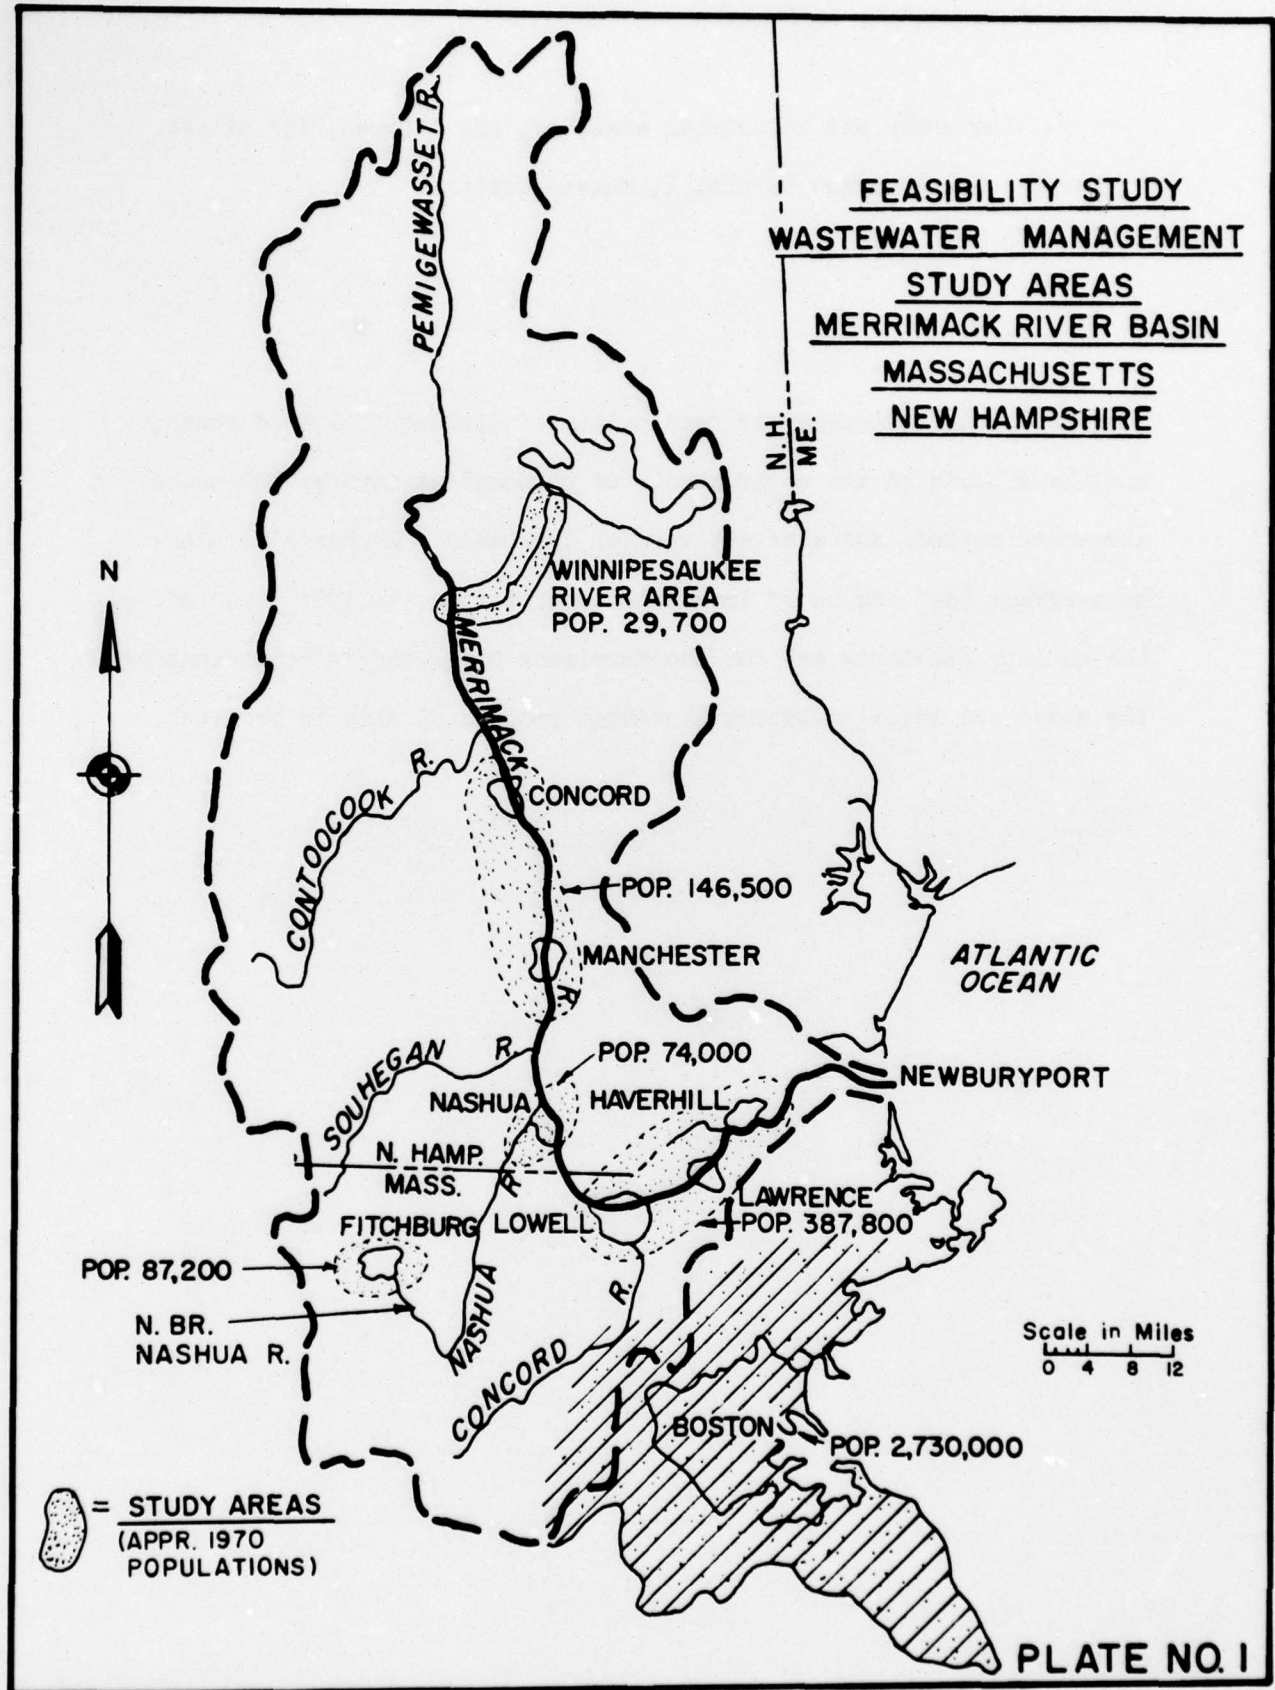 FEASIBILITY STUDY
WASTEWATER MANAGEMENT
STUDY AREAS
MERRIMACK RIVER BASIN
MASSACHUSETTS
NEW HAMPSHIRE
PEMIGEWASSET R.
N.H.
ME.
N
WINNIPESAUKEE
RIVER AREA
POP. 29,700
MERRIMACK
R.
CONTOOCOOK R.
CONCORD
POP. 146,500
MANCHESTER
ATLANTIC
OCEAN
SOUHEGAN R.
POP. 74,000
NASHUA
HAVERHILL
NEWBURYPORT
N. HAMP.
MASS.
LAWRENCE
POP. 387,800
FITCHBURG
LOWELL
POP. 87,200
N. BR.
NASHUA R.
NASHUA R.
CONCORD R.
Scale in Miles
0 4 8 12
BOSTON
POP. 2,730,000
= STUDY AREAS
(APPR. 1970
POPULATIONS)
PLATE NO. 1